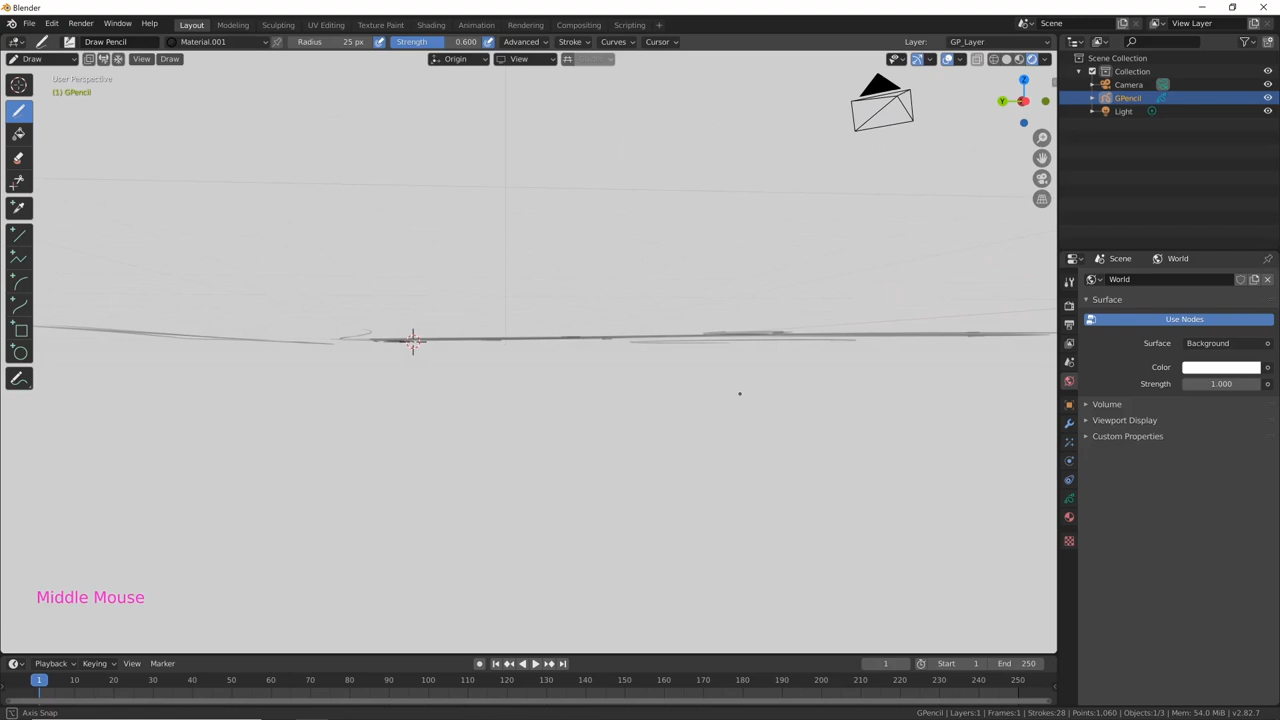 Blender
File Edit Render Window Help Layout Modeling Sculpting UV Editing Texture Paint Shading Animation Rendering Compositing Scripting + Scene View Layer
Draw Pencil Material.001 Radius 25 px Strength 0.600 Advanced Stroke Curves Cursor Layer: GP_Layer
Draw View Draw Origin View
User Perspective
(1) GPencil
Scene Collection
Collection
Camera
GPencil
Light
Z
Y
Scene World
World
Surface
Use Nodes
Surface Background
Color
Strength 1.000
Volume
Viewport Display
Custom Properties
Middle Mouse
Playback Keying View Marker 1 Start 1 End 250
1 10 20 30 40 50 60 70 80 90 100 110 120 130 140 150 160 170 180 190 200 210 220 230 240 250
Axis Snap GPencil | Layers:1 | Frames:1 | Strokes:28 | Points:1,060 | Objects:1/3 | Mem: 54.0 MiB | v2.82.7